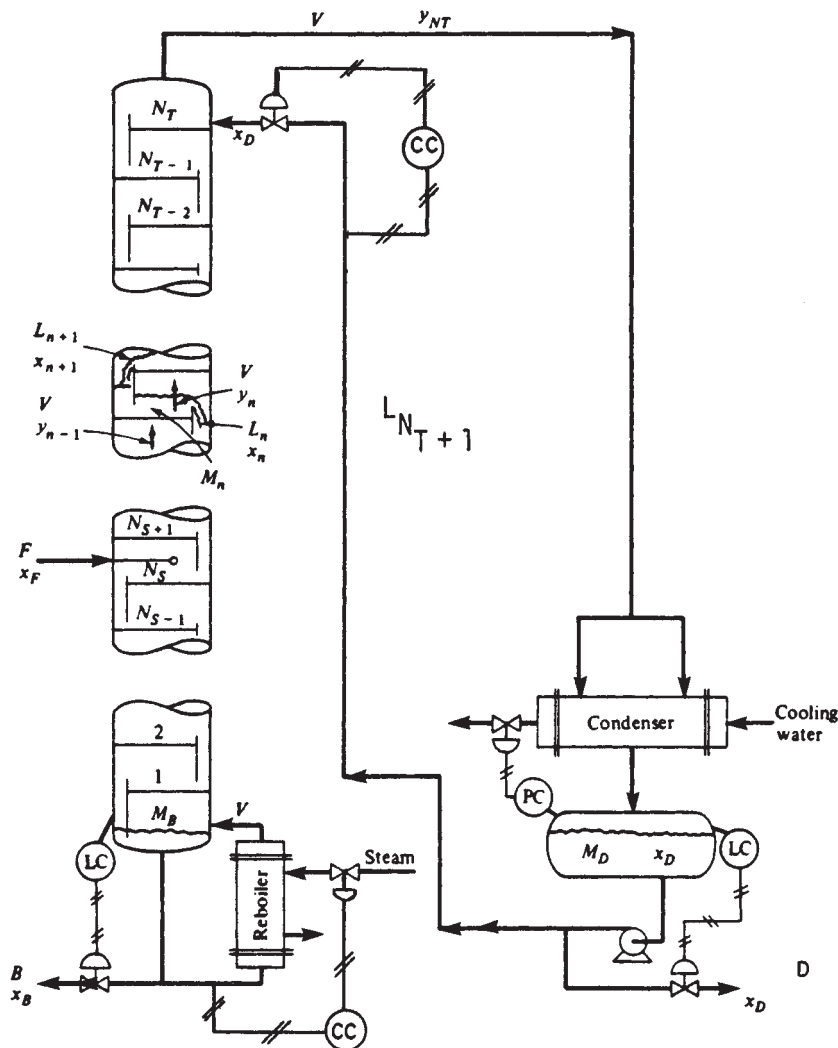 V
y_NT
N_T
x_D
CC
N_T-1
N_T-2
L_n+1
x_n+1
V
y_n
V
y_n-1
L_n
x_n
M_n
L_N_T+1
N_S+1
F
x_F
N_S
N_S-1
Condenser
Cooling
water
2
1
PC
M_B
V
M_D
x_D
LC
LC
Steam
Reboiler
B
x_B
D
x_D
CC